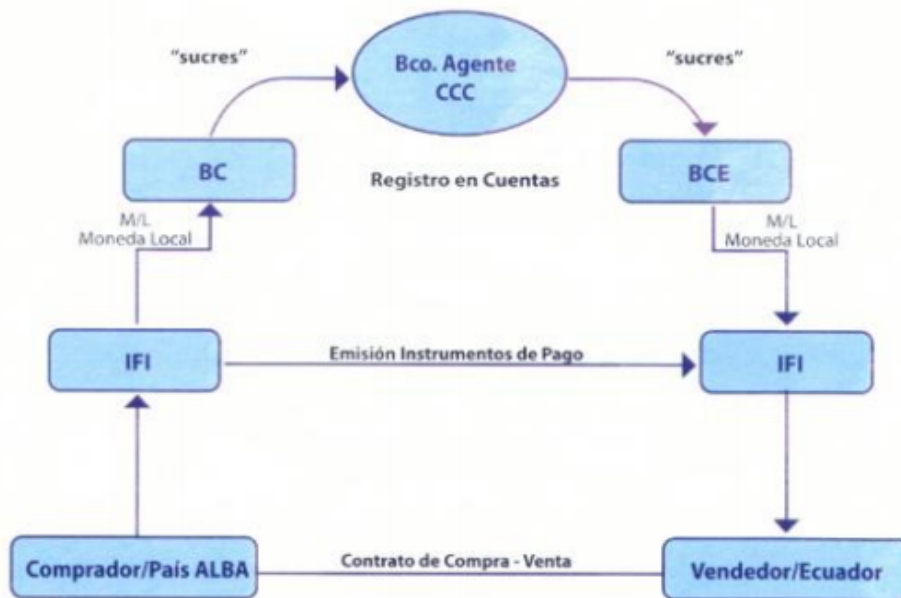 "sucres"
Bco. Agente
CCC
"sucres"
BC
Registro en Cuentas
BCE
M/L
Moneda Local
M/L
Moneda Local
IFI
Emisión Instrumentos de Pago
IFI
Comprador/País ALBA
Contrato de Compra - Venta
Vendedor/Ecuador